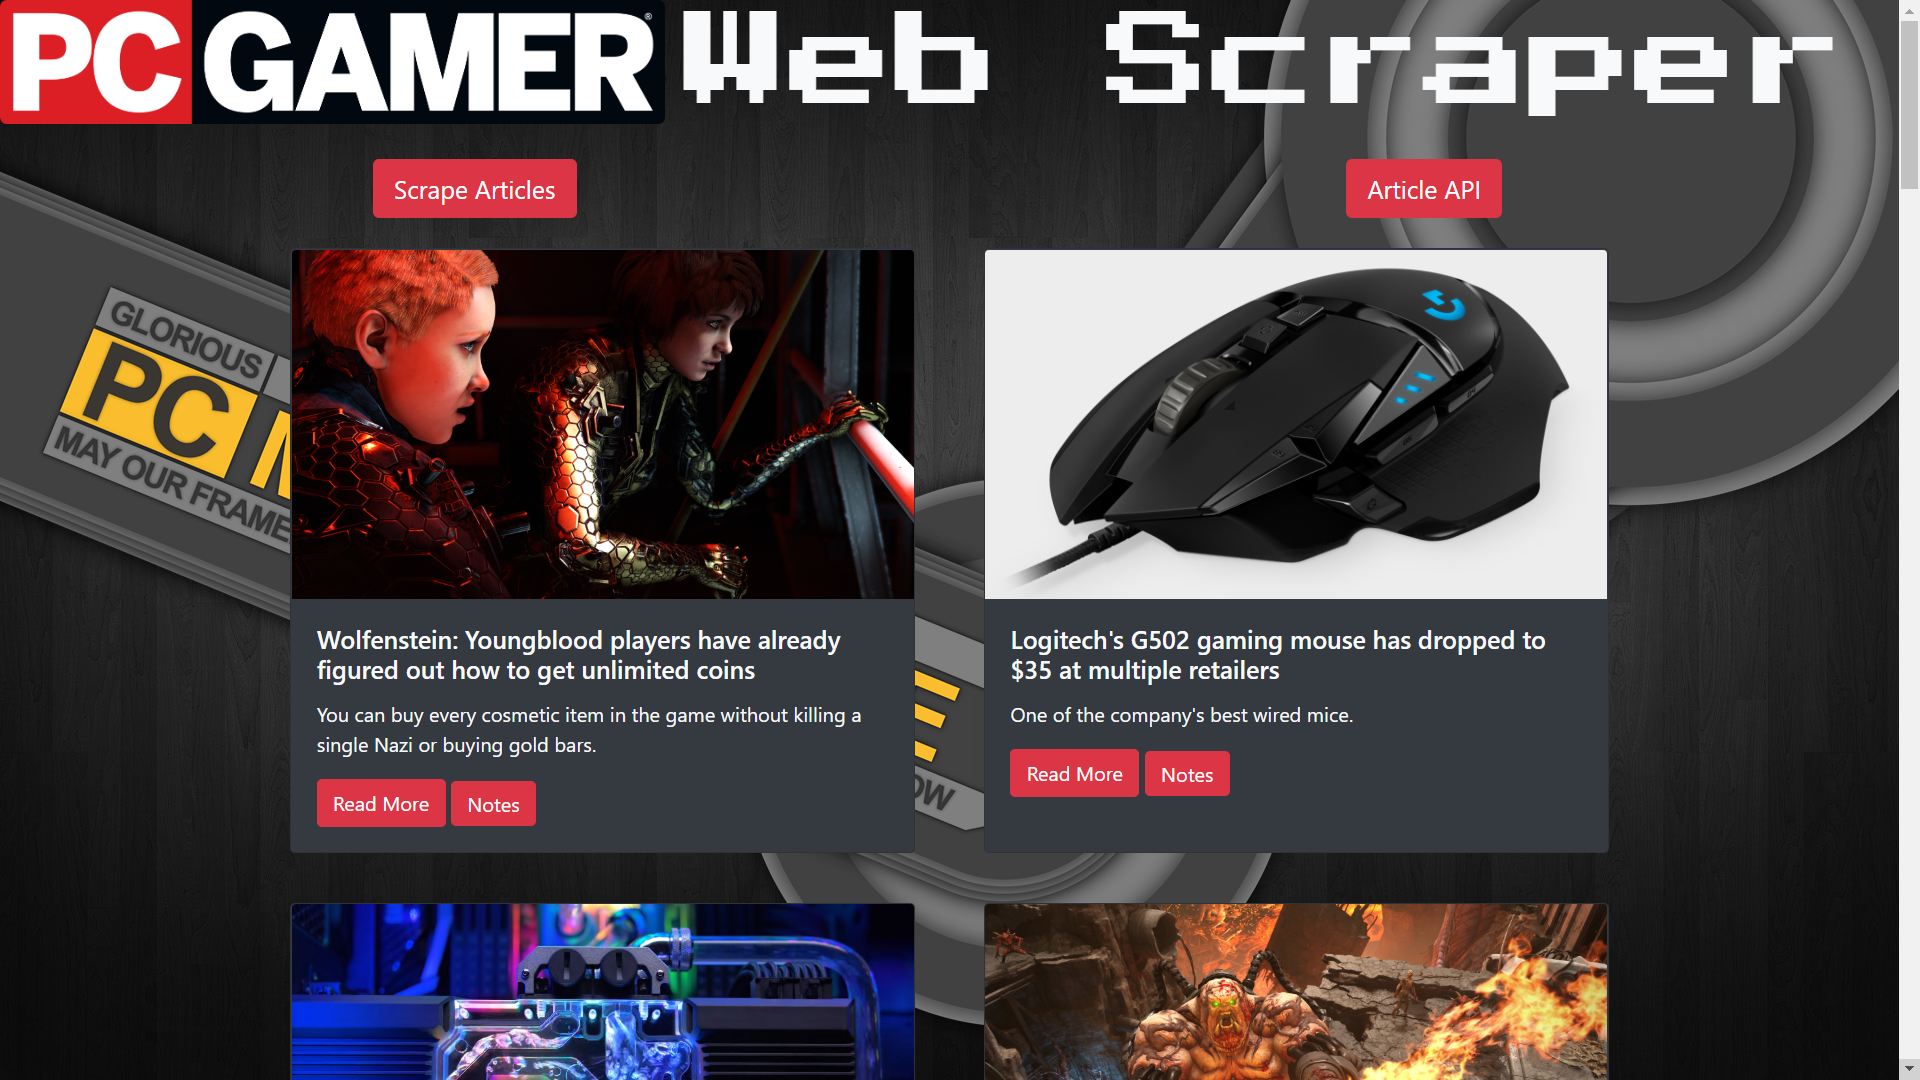 PC GAMER® Web Scraper
Scrape Articles
Article API
GLORIOUS
PC
MAY OUR FRAME
Wolfenstein: Youngblood players have already
figured out how to get unlimited coins
You can buy every cosmetic item in the game without killing a
single Nazi or buying gold bars.
Read More
Notes
Logitech's G502 gaming mouse has dropped to
$35 at multiple retailers
One of the company's best wired mice.
Read More
Notes